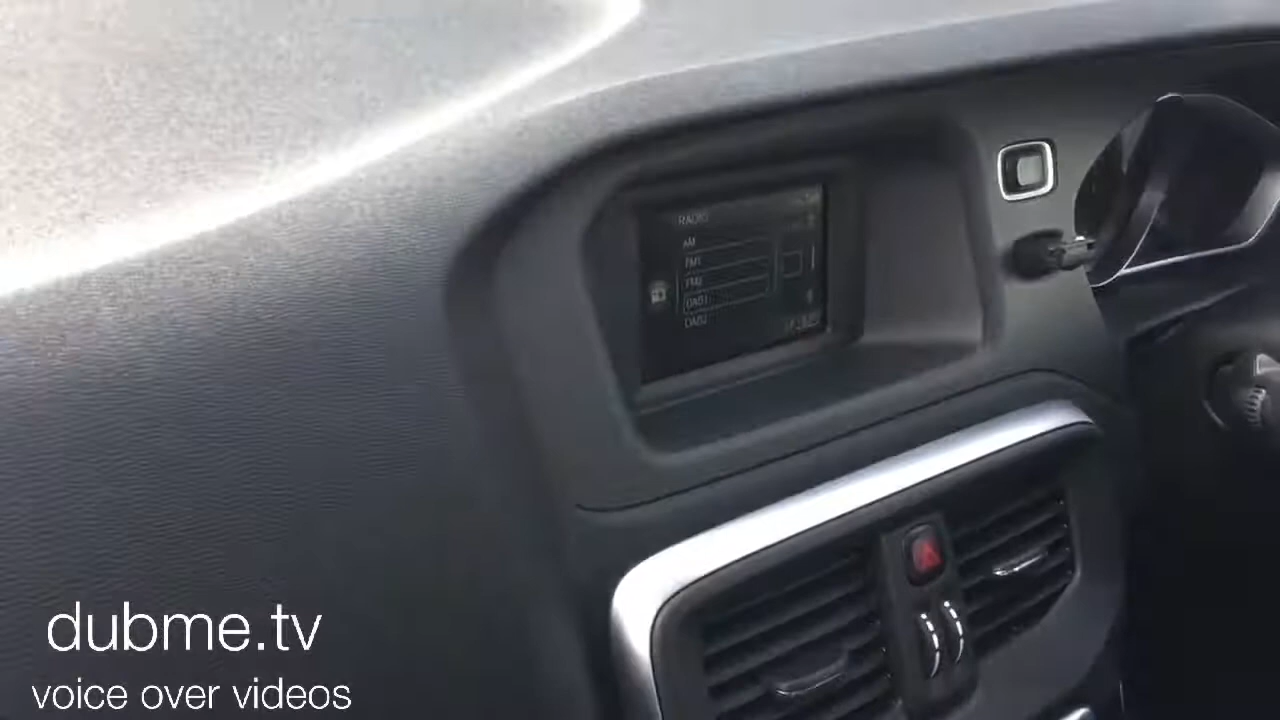 RADIO
AM
FM1
FM2
DAB1
DAB2
dubme.tv
voice over videos